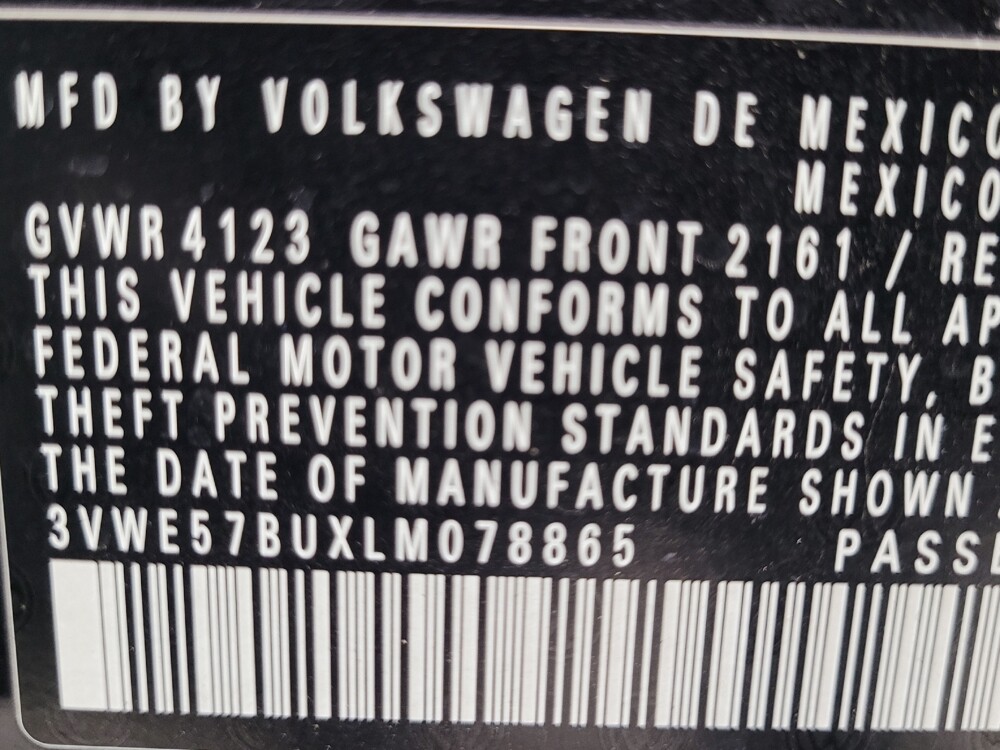 MFD BY VOLKSWAGEN DE MEXICO
MEXICO
GVWR 4123 GAWR FRONT 2161 / RE
THIS VEHICLE CONFORMS TO ALL AP
FEDERAL MOTOR VEHICLE SAFETY, B
THEFT PREVENTION STANDARDS IN E
THE DATE OF MANUFACTURE SHOWN
3VWE57BUXLM078865 PASSE